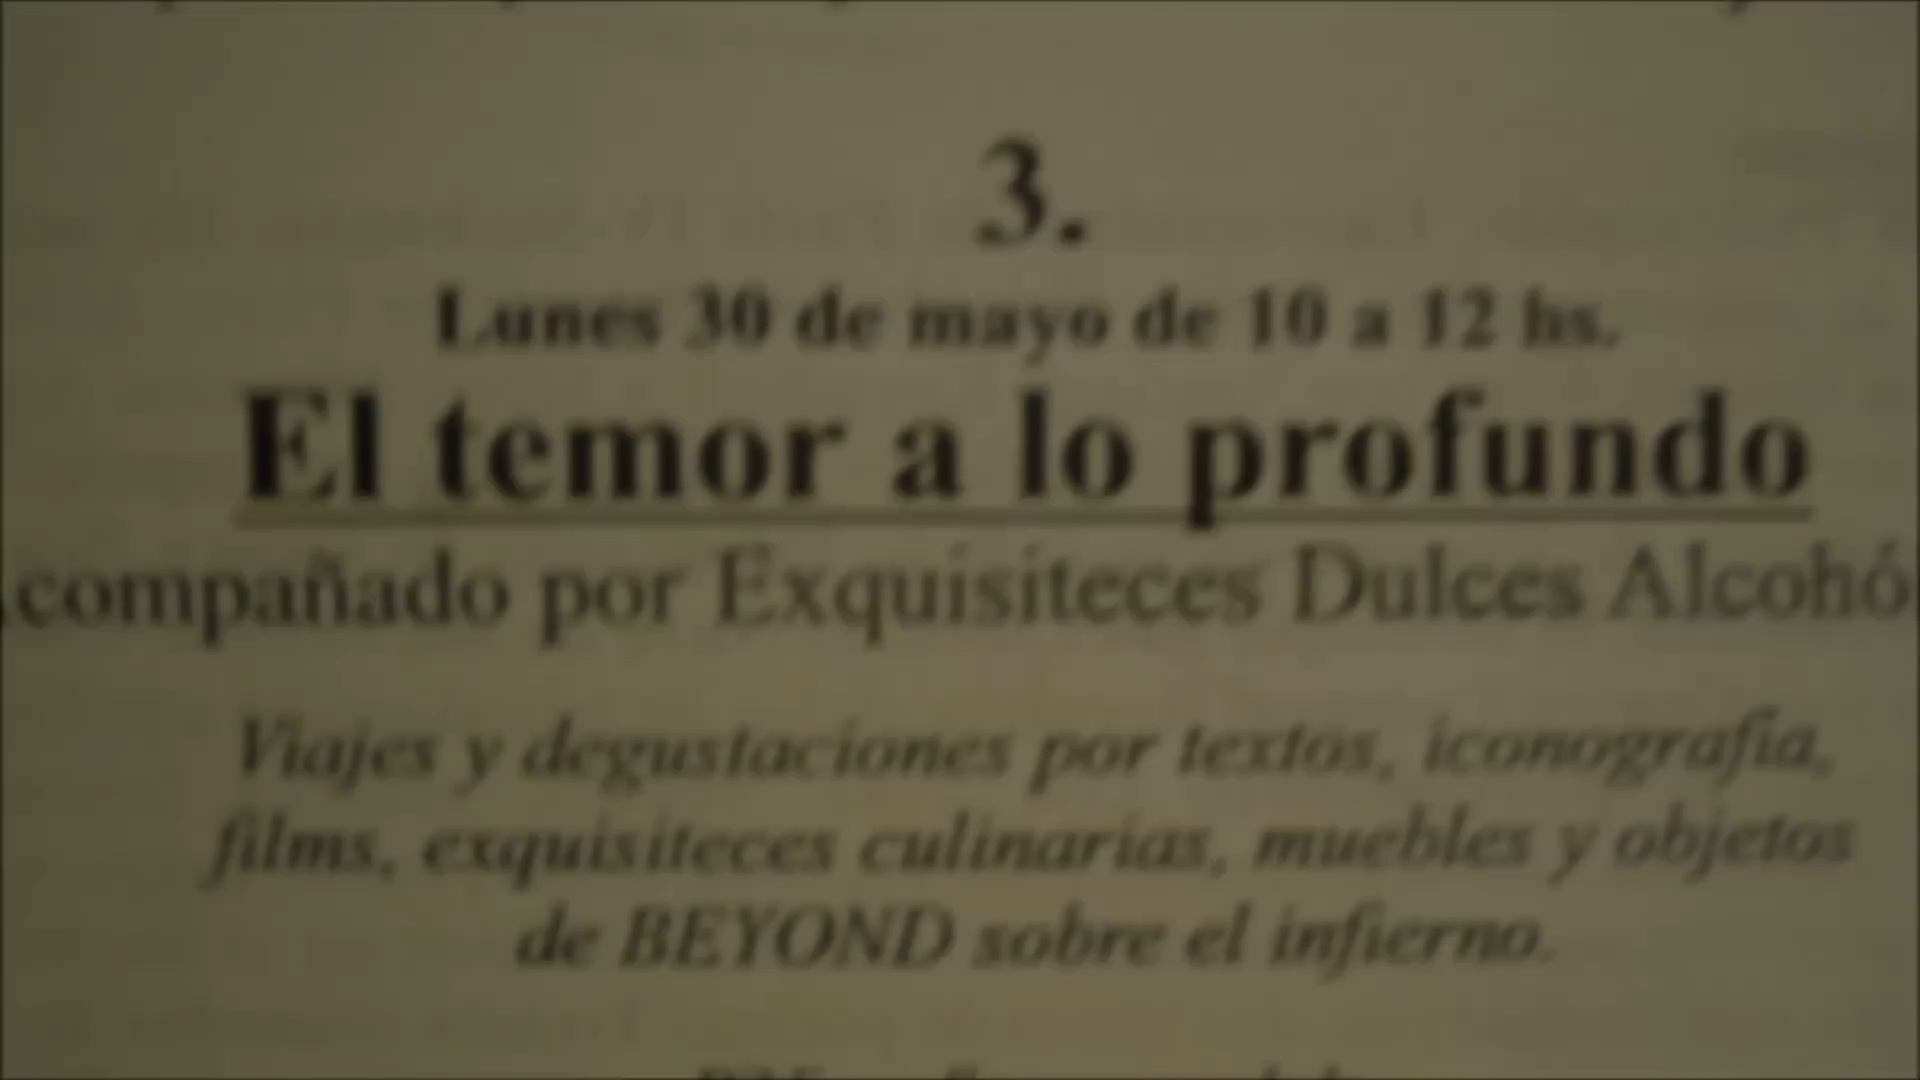 3.
Lunes 30 de mayo de 10 a 12 hs.
El temor a lo profundo
compañado por Exquisiteces Dulces Alcohó
Viajes y degustaciones por textos, iconografía,
films, exquisiteces culinarias, muebles y objetos
de BEYOND sobre el infierno.